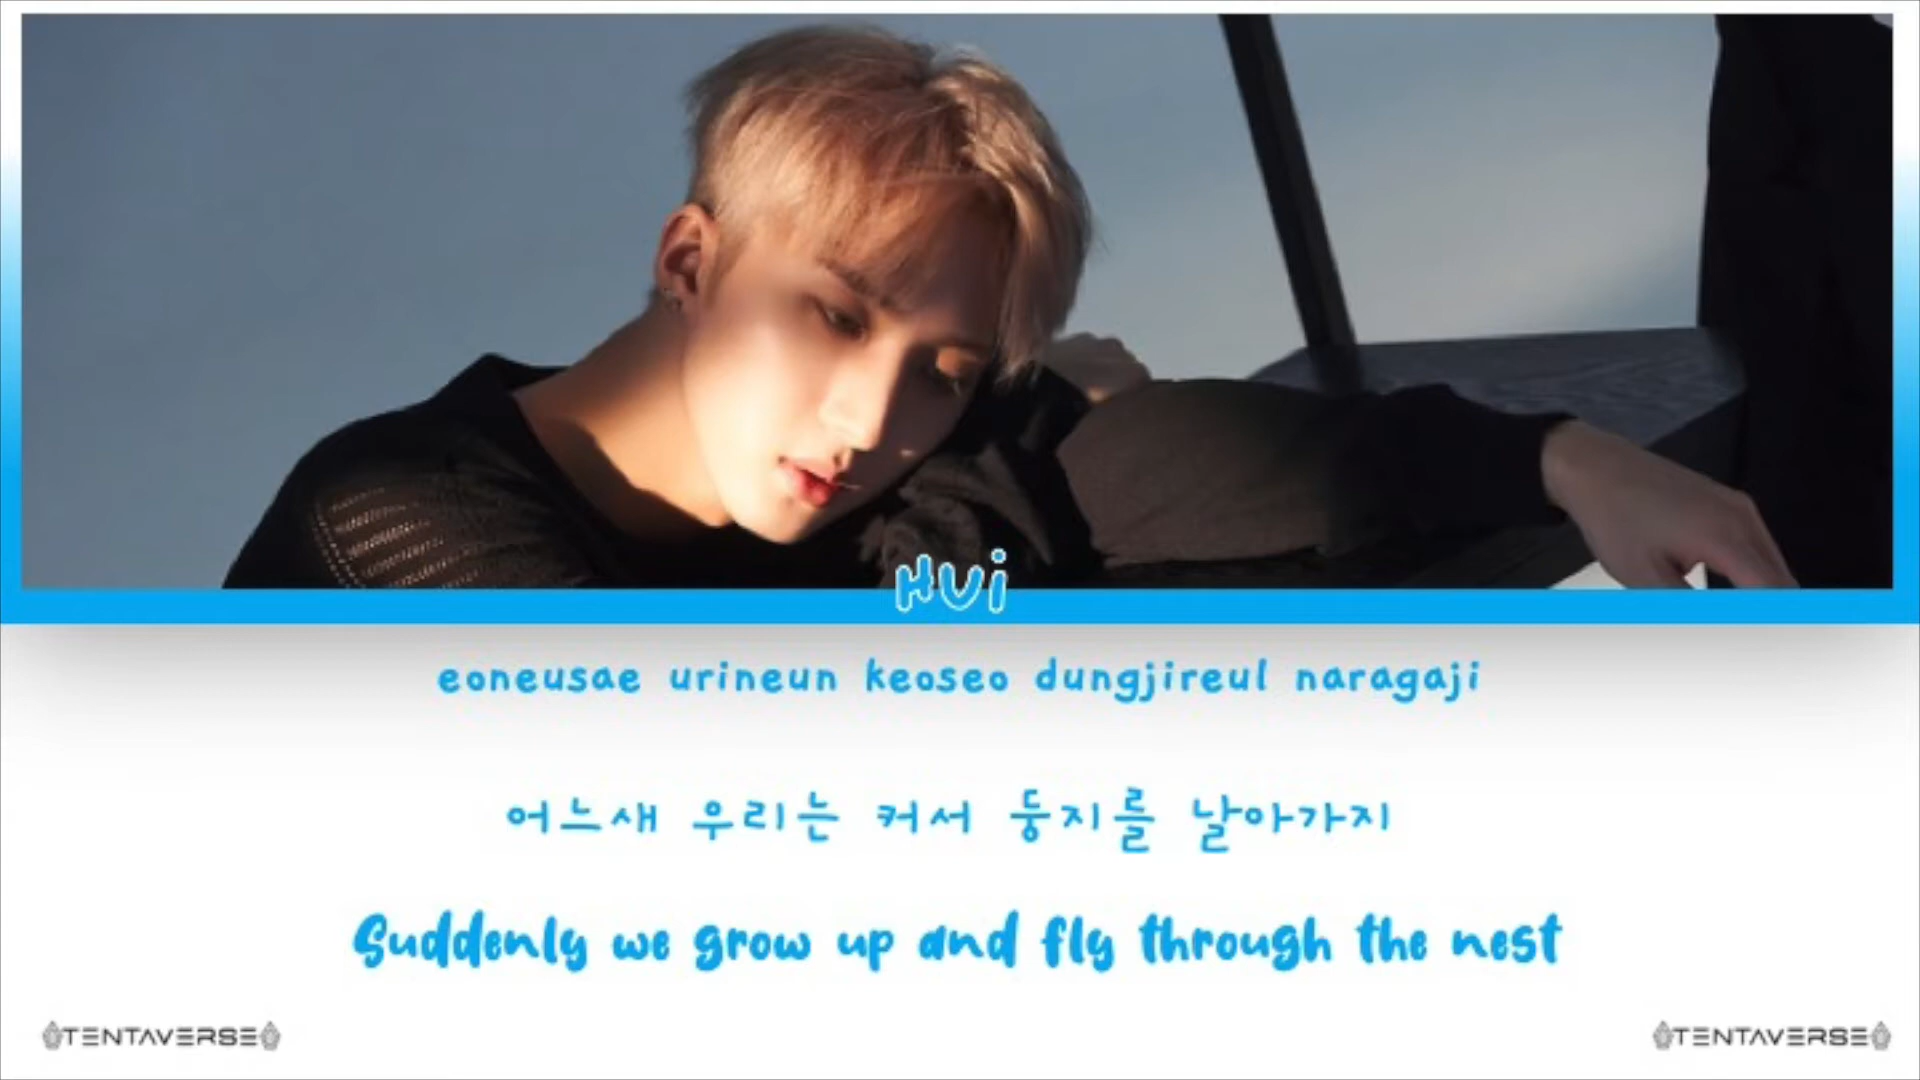 HUi
eoneusae urineun keoseo dungjireul naragaji
어느새 우리는 커서 둥지를 날아가지
Suddenly we grow up and fly through the nest
TENTAVERSE
TENTAVERSE